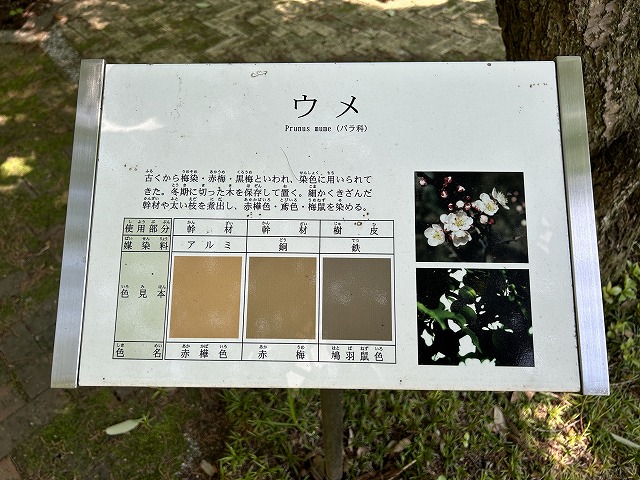 ウメ
Prunus mume (バラ科)
古くから梅染・赤梅・黒梅といわれ、染色に用いられて
きた。冬期に切った木を保存して置く。細かくきざんだ
幹材や太い枝を煮出し、赤樺色・鳶色・梅鼠を染める。
使用部分 幹材 幹材 樹皮
媒染料 アルミ 銅 鉄
色見本
色名 赤樺色 赤梅 鳩羽鼠色